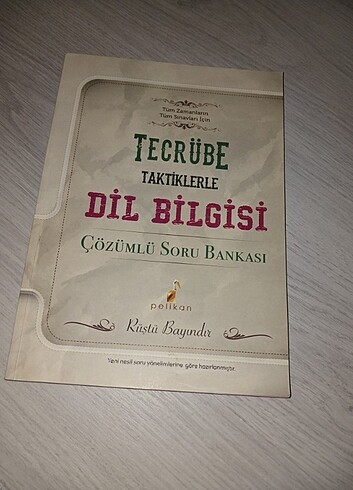 Tüm Zamanların
Tüm Sınavları İçin
TECRÜBE
TAKTİKLERLE
DİL BİLGİSİ
ÇÖZÜMLÜ SORU BANKASI
pelikan
Rüştü Bayındır
Yeni nesil soru yönelimlerine göre hazırlanmıştır.